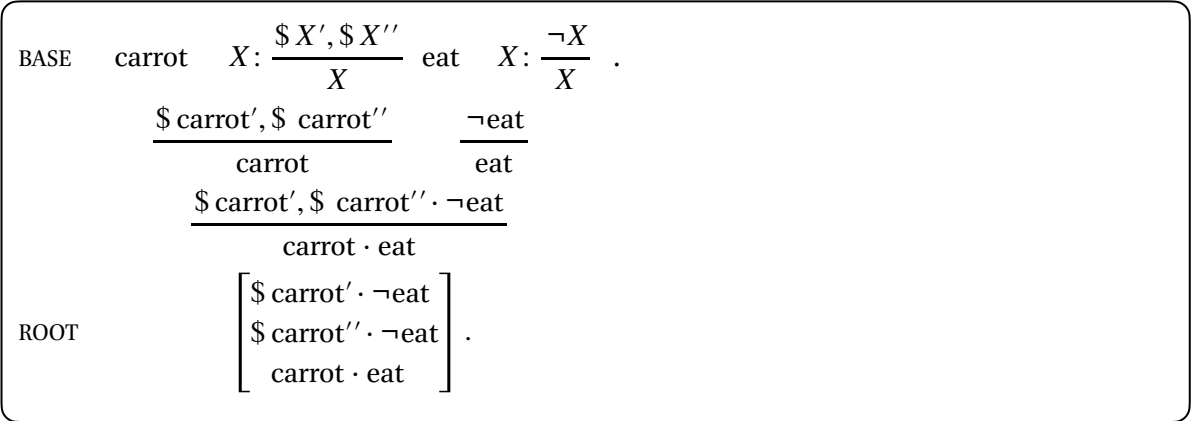 BASE carrot X: $ X′, $ X′′ / X eat X: ¬X / X .
$ carrot′, $ carrot′′ / carrot ¬eat / eat
$ carrot′, $ carrot′′ · ¬eat / carrot · eat
$ carrot′ · ¬eat
ROOT $ carrot′′ · ¬eat .
carrot · eat